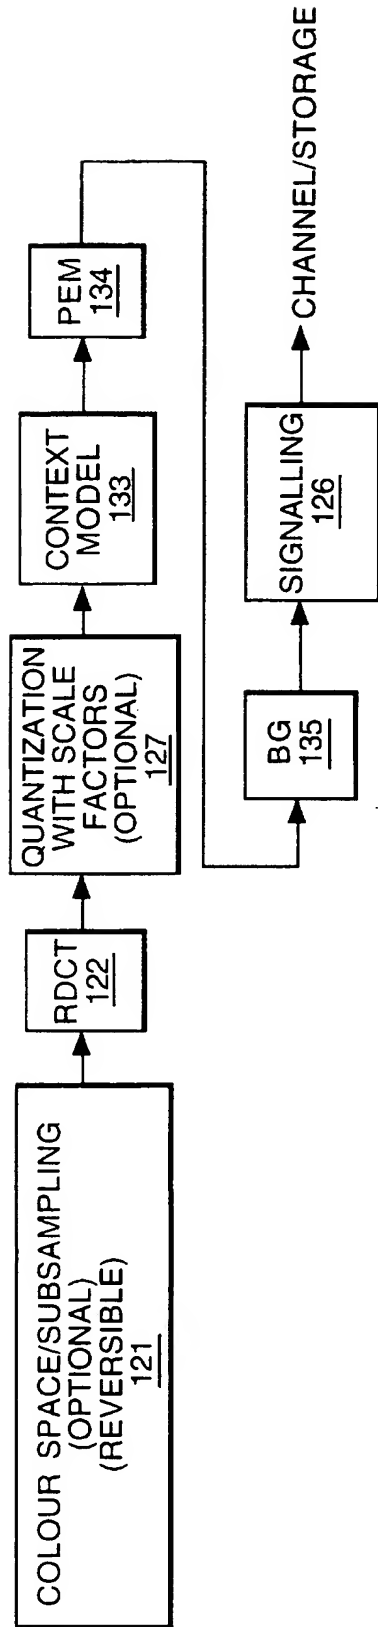 COLOUR SPACE/SUBSAMPLING
(OPTIONAL)
(REVERSIBLE)
121
RDCT
122
QUANTIZATION
WITH SCALE
FACTORS
(OPTIONAL)
127
CONTEXT
MODEL
133
PEM
134
BG
135
SIGNALLING
126
CHANNEL/STORAGE